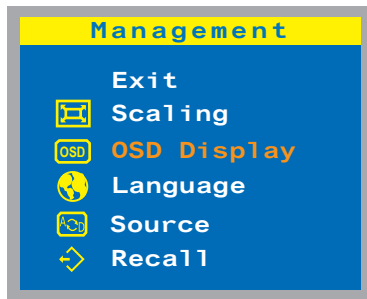 Management
Exit
Scaling
OSD OSD Display
Language
A D Source
Recall